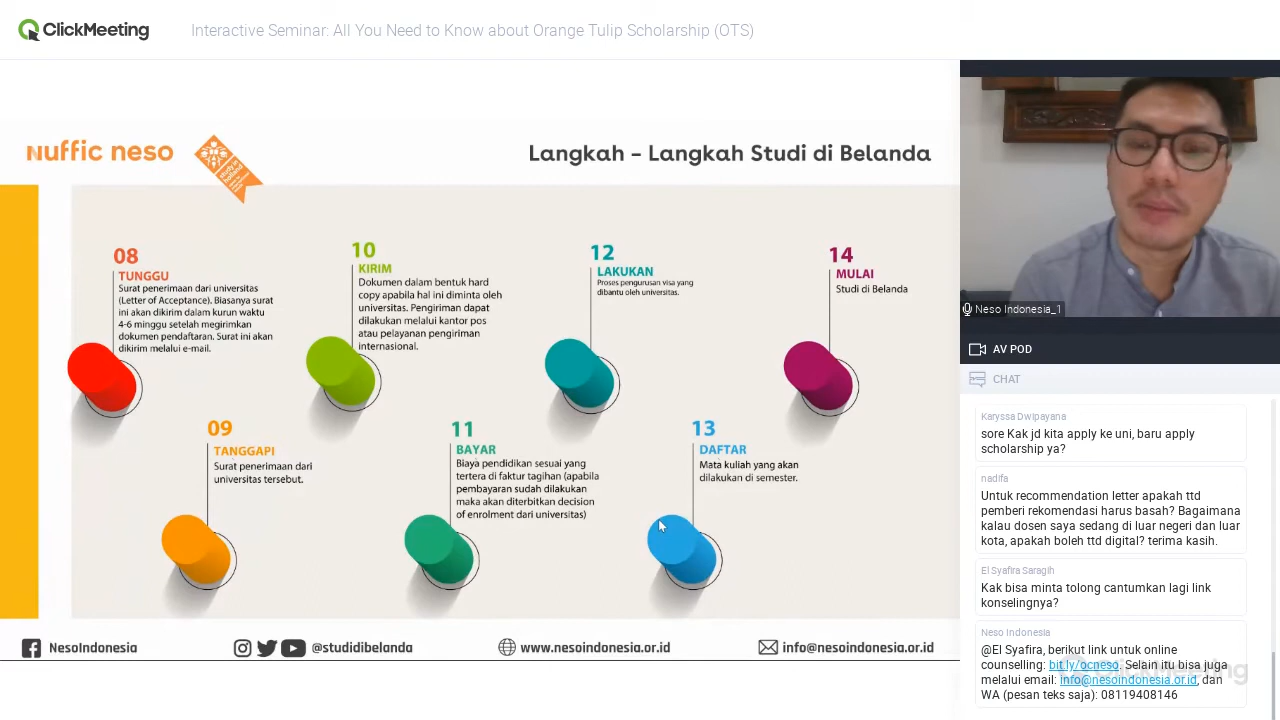 ClickMeeting
Interactive Seminar: All You Need to Know about Orange Tulip Scholarship (OTS)
Nuffic neso
Langkah - Langkah Studi di Belanda
08
TUNGGU
Surat penerimaan dari universitas
(Letter of Acceptance). Biasanya surat
ini akan dikirim dalam kurun waktu
4-6 minggu setelah megirimkan
dokumen pendaftaran. Surat ini akan
dikirim melalui e-mail.
10
KIRIM
Dokumen dalam bentuk hard
copy apabila hal ini diminta oleh
universitas. Pengiriman dapat
dilakukan melalui kantor pos
atau pelayanan pengiriman
internasional.
12
LAKUKAN
Proses pengurusan visa yang
dibantu oleh universitas.
14
MULAI
Studi di Belanda
09
TANGGAPI
Surat penerimaan dari
universitas tersebut.
11
BAYAR
Biaya pendidikan sesuai yang
tertera di faktur tagihan (apabila
pembayaran sudah dilakukan
maka akan diterbitkan decision
of enrolment dari universitas)
13
DAFTAR
Mata kuliah yang akan
dilakukan di semester.
NesoIndonesia
@studidibelanda
www.nesoindonesia.or.id
info@nesoindonesia.or.id
Neso Indonesia_1
AV POD
CHAT
Karyssa Dwipayana
sore Kak jd kita apply ke uni, baru apply
scholarship ya?
nadifa
Untuk recommendation letter apakah ttd
pemberi rekomendasi harus basah? Bagaimana
kalau dosen saya sedang di luar negeri dan luar
kota, apakah boleh ttd digital? terima kasih.
El Syafira Saragih
Kak bisa minta tolong cantumkan lagi link
konselingnya?
Neso Indonesia
@El Syafira, berikut link untuk online
counselling: bit.ly/ocneso. Selain itu bisa juga
melalui email: info@nesoindonesia.or.id, dan
WA (pesan teks saja): 08119408146
ClickMeeting